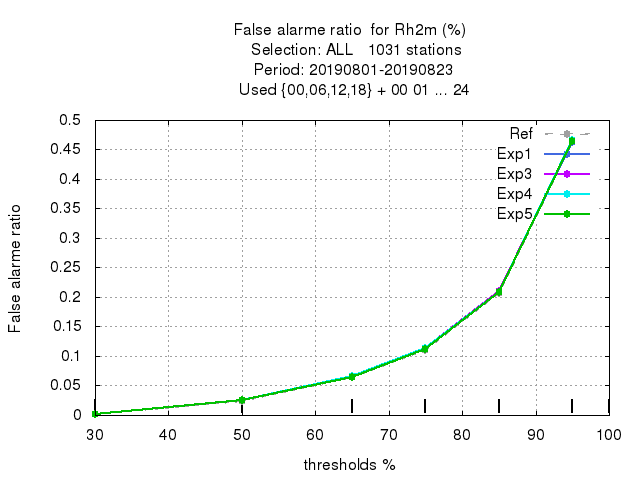 False alarme ratio  for Rh2m (%)
Selection: ALL   1031 stations
Period: 20190801-20190823
Used {00,06,12,18} + 00 01 ... 24
0.5
0.45
0.4
0.35
0.3
0.25
0.2
0.15
0.1
0.05
0
False alarme ratio
Ref
Exp1
Exp3
Exp4
Exp5
30 40 50 60 70 80 90 100
thresholds %